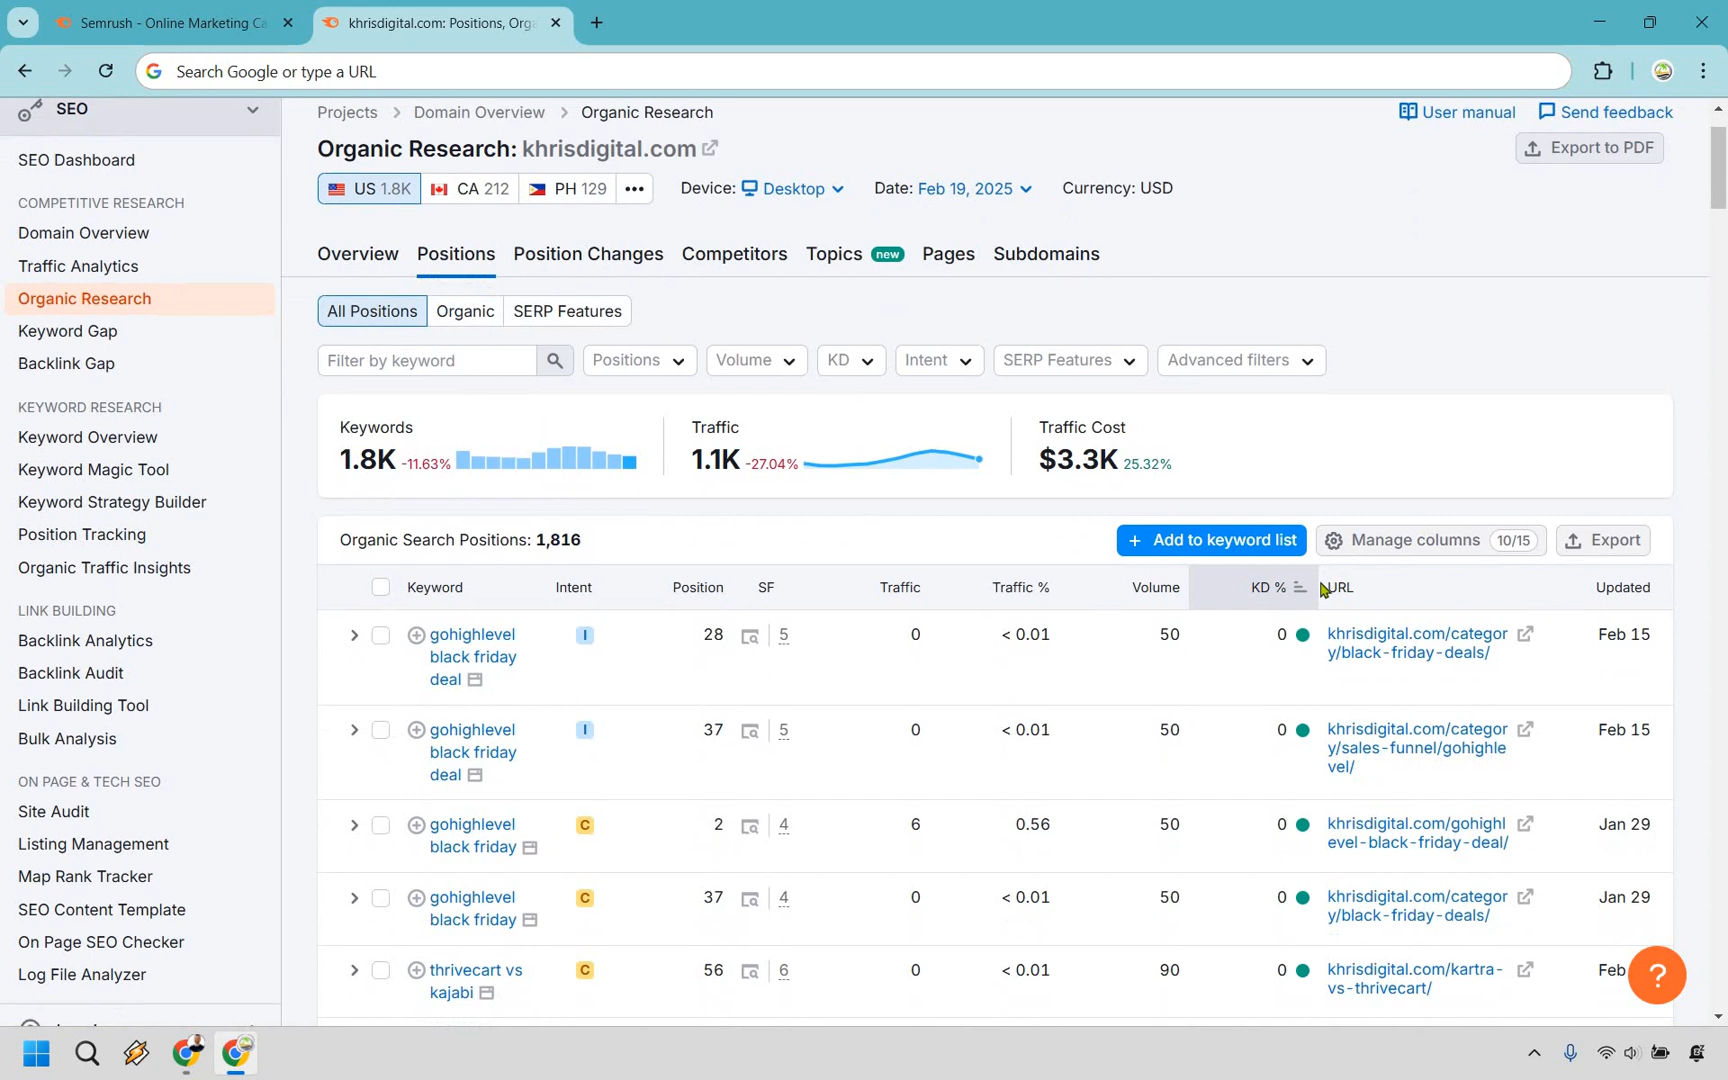 Semrush - Online Marketing Ca
khrisdigital.com: Positions, Orga
Search Google or type a URL
SEO
SEO Dashboard
COMPETITIVE RESEARCH
Domain Overview
Traffic Analytics
Organic Research
Keyword Gap
Backlink Gap
KEYWORD RESEARCH
Keyword Overview
Keyword Magic Tool
Keyword Strategy Builder
Position Tracking
Organic Traffic Insights
LINK BUILDING
Backlink Analytics
Backlink Audit
Link Building Tool
Bulk Analysis
ON PAGE & TECH SEO
Site Audit
Listing Management
Map Rank Tracker
SEO Content Template
On Page SEO Checker
Log File Analyzer
Projects > Domain Overview > Organic Research
User manual
Send feedback
Organic Research: khrisdigital.com
Export to PDF
US 1.8K CA 212 PH 129 •••
Device: Desktop
Date: Feb 19, 2025
Currency: USD
Overview Positions Position Changes Competitors Topics new Pages Subdomains
All Positions Organic SERP Features
Filter by keyword Positions Volume KD Intent SERP Features Advanced filters
Keywords
1.8K -11.63%
Traffic
1.1K -27.04%
Traffic Cost
$3.3K 25.32%
Organic Search Positions: 1,816
+ Add to keyword list
Manage columns 10/15
Export
Keyword Intent Position SF Traffic Traffic % Volume KD % URL Updated
gohighlevel I 28 5 0 < 0.01 50 0 khrisdigital.com/categor Feb 15
black friday y/black-friday-deals/
deal
gohighlevel I 37 5 0 < 0.01 50 0 khrisdigital.com/categor Feb 15
black friday y/sales-funnel/gohighle
deal vel/
gohighlevel C 2 4 6 0.56 50 0 khrisdigital.com/gohighl Jan 29
black friday evel-black-friday-deal/
gohighlevel C 37 4 0 < 0.01 50 0 khrisdigital.com/categor Jan 29
black friday y/black-friday-deals/
thrivecart vs C 56 6 0 < 0.01 90 0 khrisdigital.com/kartra- Feb
kajabi vs-thrivecart/
?